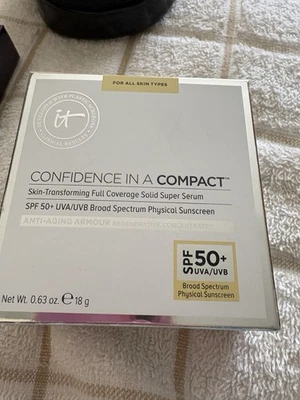 FOR ALL SKIN TYPES
it
CONFIDENCE IN A COMPACT™
Skin-Transforming Full Coverage Solid Super Serum
SPF 50+ UVA/UVB Broad Spectrum Physical Sunscreen
ANTI-AGING ARMOUR
SPF 50+
UVA/UVB
Broad Spectrum
Physical Sunscreen
Net Wt. 0.63 oz. ℮ 18 g